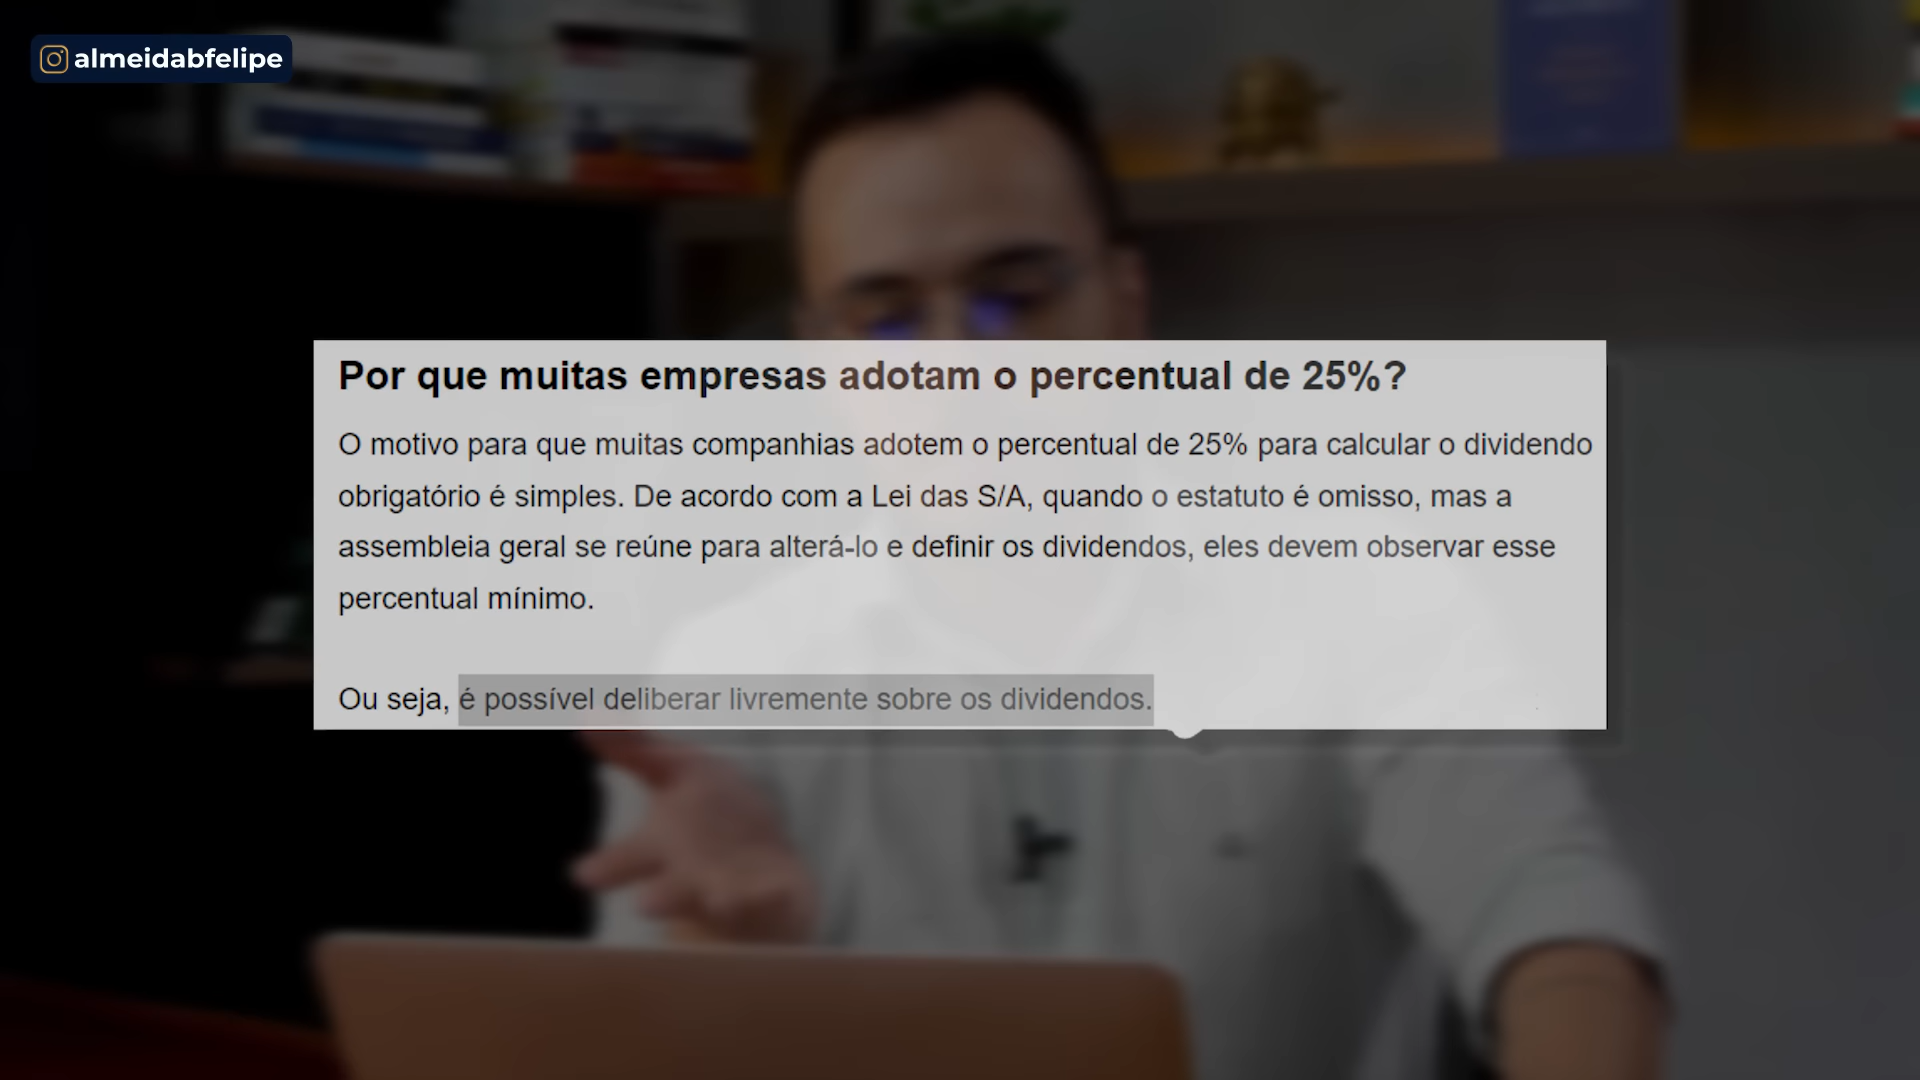 almeidabfelipe
Por que muitas empresas adotam o percentual de 25%?
O motivo para que muitas companhias adotem o percentual de 25% para calcular o dividendo
obrigatório é simples. De acordo com a Lei das S/A, quando o estatuto é omisso, mas a
assembleia geral se reúne para alterá-lo e definir os dividendos, eles devem observar esse
percentual mínimo.
Ou seja, é possível deliberar livremente sobre os dividendos.